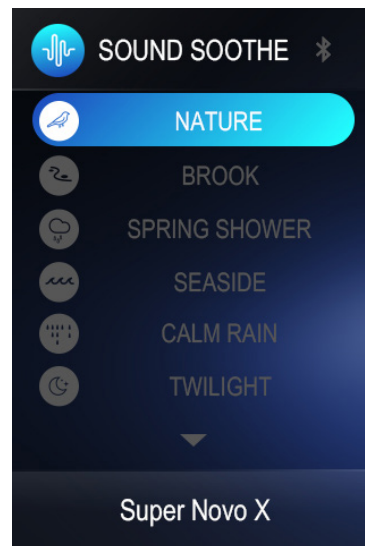 SOUND SOOTHE
NATURE
BROOK
SPRING SHOWER
SEASIDE
CALM RAIN
TWILIGHT
Super Novo X